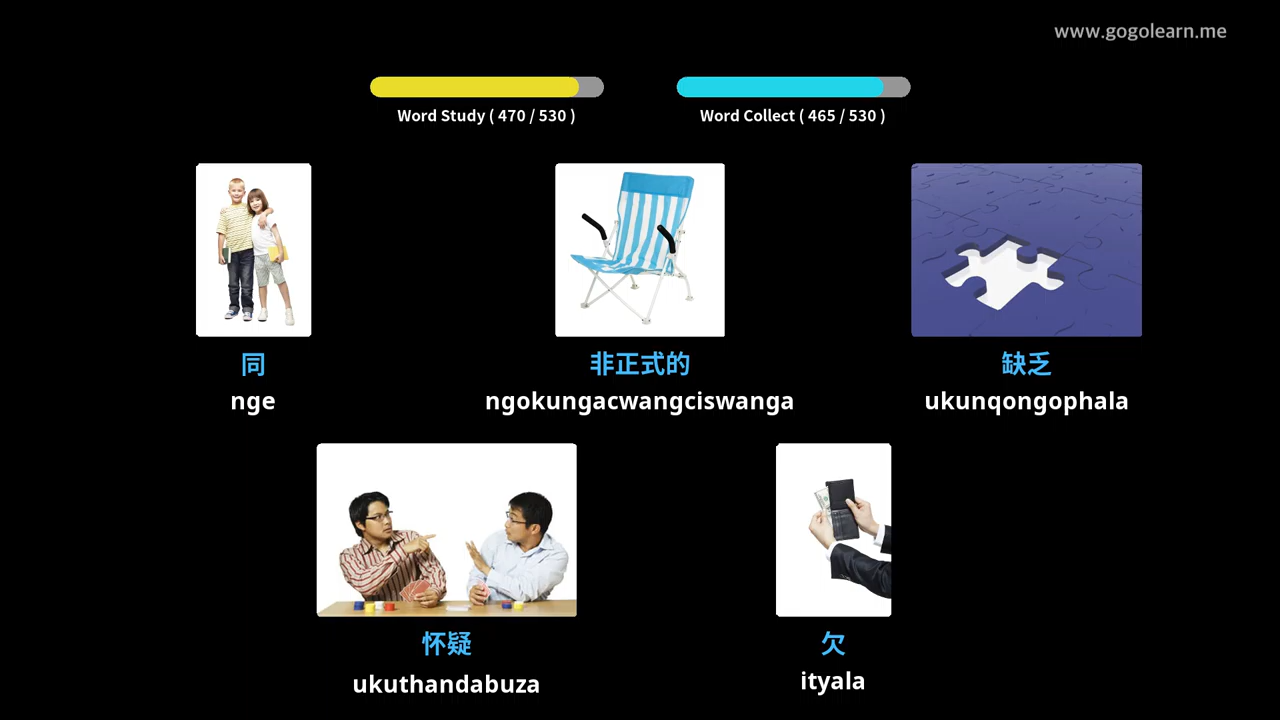 www.gogolearn.me
Word Study ( 470 / 530 )
Word Collect ( 465 / 530 )
同
nge
非正式的
ngokungacwangciswanga
缺乏
ukunqongophala
怀疑
ukuthandabuza
欠
ityala